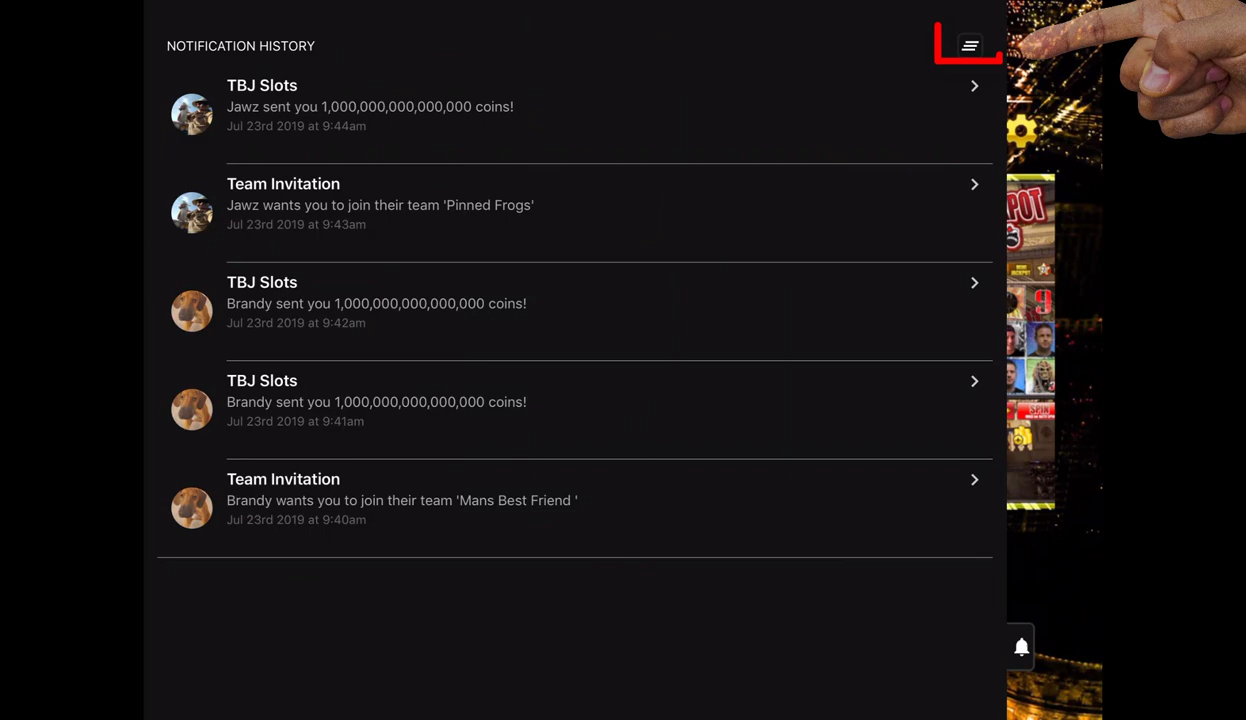 NOTIFICATION HISTORY
TBJ Slots
Jawz sent you 1,000,000,000,000,000 coins!
Jul 23rd 2019 at 9:44am
Team Invitation
Jawz wants you to join their team 'Pinned Frogs'
Jul 23rd 2019 at 9:43am
TBJ Slots
Brandy sent you 1,000,000,000,000,000 coins!
Jul 23rd 2019 at 9:42am
TBJ Slots
Brandy sent you 1,000,000,000,000,000 coins!
Jul 23rd 2019 at 9:41am
Team Invitation
Brandy wants you to join their team 'Mans Best Friend '
Jul 23rd 2019 at 9:40am
POT
9
SPIN